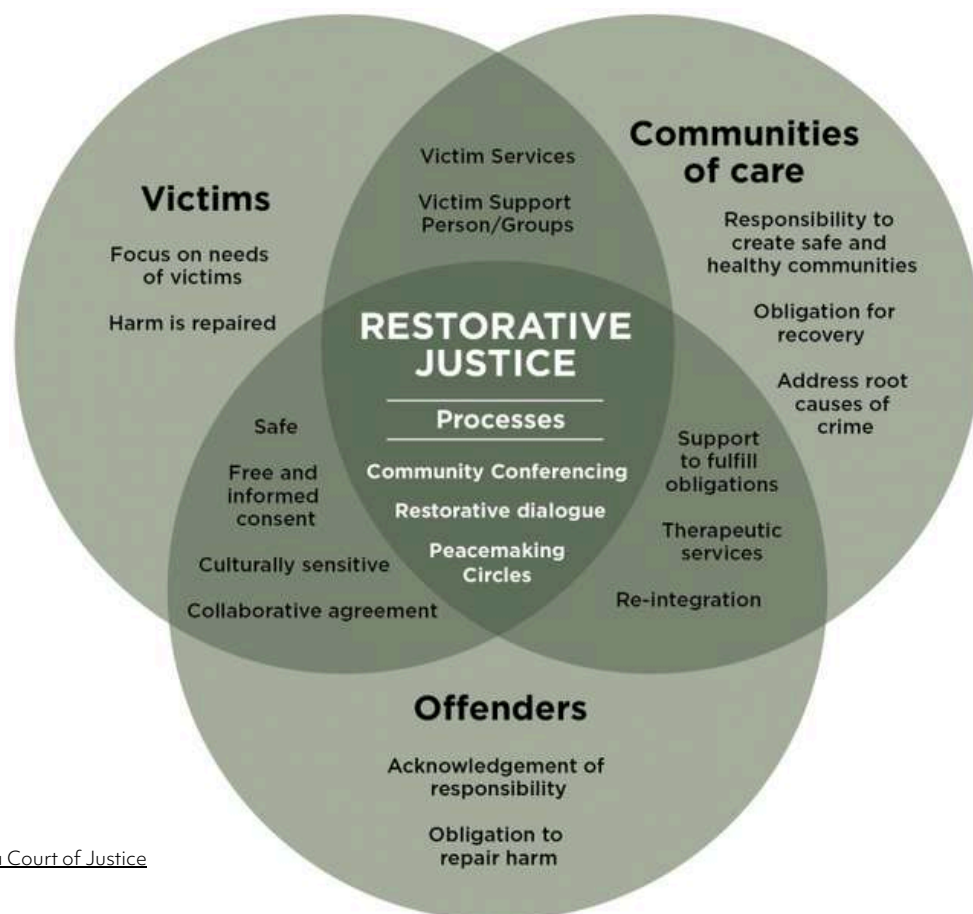 Victims
Focus on needs
of victims
Harm is repaired
Victim Services
Victim Support
Person/Groups
Communities
of care
Responsibility to
create safe and
healthy communities
Obligation for
recovery
Address root
causes of
crime
RESTORATIVE
JUSTICE
Processes
Community Conferencing
Restorative dialogue
Peacemaking
Circles
Safe
Free and
informed
consent
Culturally sensitive
Collaborative agreement
Support
to fulfill
obligations
Therapeutic
services
Re-integration
Offenders
Acknowledgement of
responsibility
Obligation to
repair harm
Court of Justice